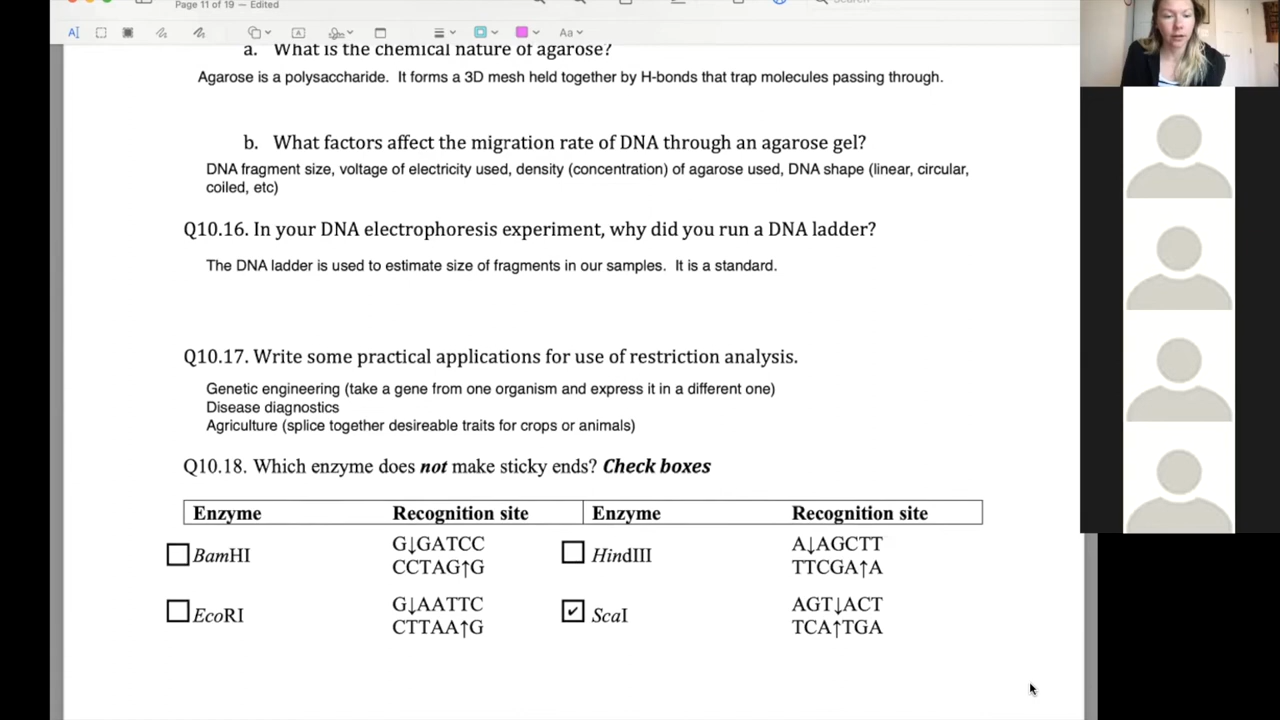 Page 11 of 19 — Edited
Search
Aa
a. What is the chemical nature of agarose?
Agarose is a polysaccharide. It forms a 3D mesh held together by H-bonds that trap molecules passing through.
b. What factors affect the migration rate of DNA through an agarose gel?
DNA fragment size, voltage of electricity used, density (concentration) of agarose used, DNA shape (linear, circular,
coiled, etc)
Q10.16. In your DNA electrophoresis experiment, why did you run a DNA ladder?
The DNA ladder is used to estimate size of fragments in our samples. It is a standard.
Q10.17. Write some practical applications for use of restriction analysis.
Genetic engineering (take a gene from one organism and express it in a different one)
Disease diagnostics
Agriculture (splice together desireable traits for crops or animals)
Q10.18. Which enzyme does not make sticky ends? Check boxes
Enzyme Recognition site Enzyme Recognition site
BamHI G↓GATCC HindIII A↓AGCTT
CCTAG↑G TTCGA↑A
EcoRI G↓AATTC ScaI AGT↓ACT
CTTAA↑G TCA↑TGA